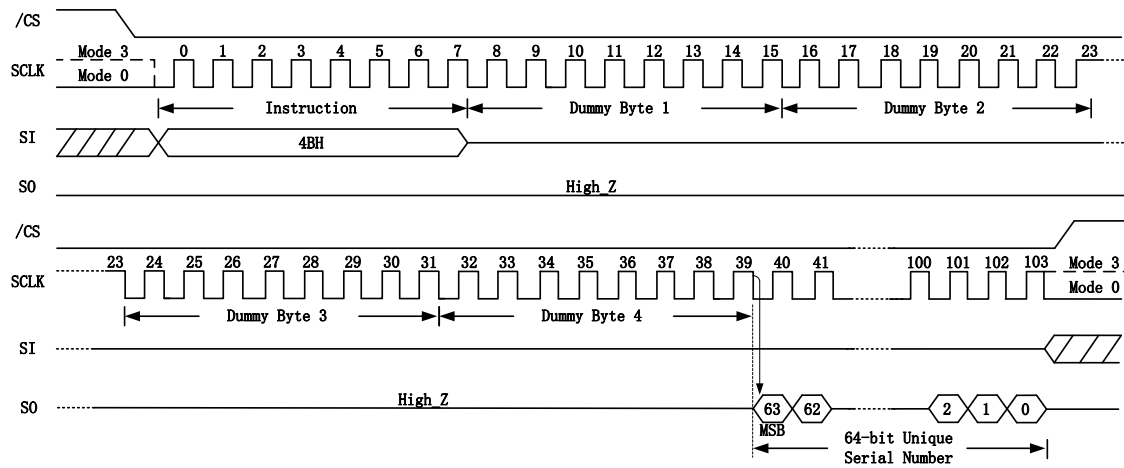 /CS
Mode 3 0 1 2 3 4 5 6 7 8 9 10 11 12 13 14 15 16 17 18 19 20 21 22 23
SCLK Mode 0
Instruction Dummy Byte 1 Dummy Byte 2
SI 4BH
SO High_Z
/CS
23 24 25 26 27 28 29 30 31 32 33 34 35 36 37 38 39 40 41 100 101 102 103 Mode 3
SCLK Mode 0
Dummy Byte 3 Dummy Byte 4
SI
SO High_Z 63 62 2 1 0
MSB 64-bit Unique
Serial Number